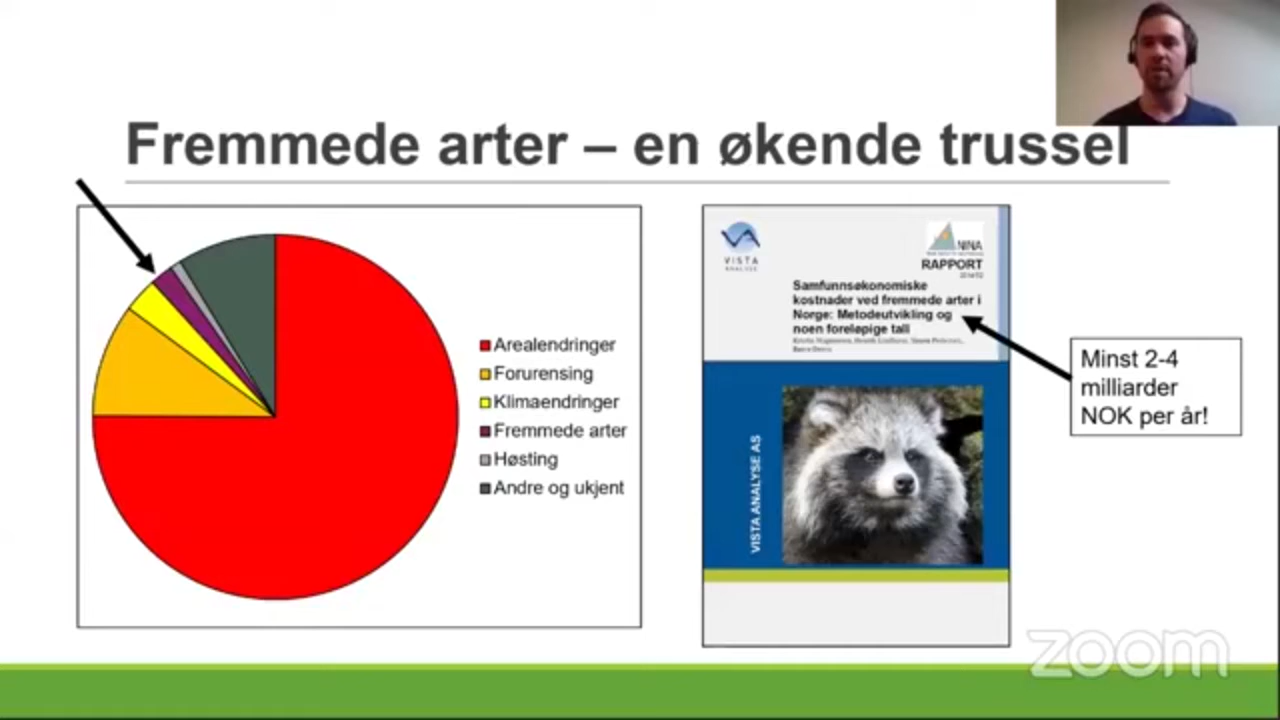 Fremmede arter – en økende trussel
Arealendringer
Forurensing
Klimaendringer
Fremmede arter
Høsting
Andre og ukjent
VISTA
ANALYSE
NINA
RAPPORT
Samfunnsøkonomiske
kostnader ved fremmede arter i
Norge: Metodeutvikling og
noen foreløpige tall
VISTA ANALYSE AS
Minst 2-4
milliarder
NOK per år!
zoom